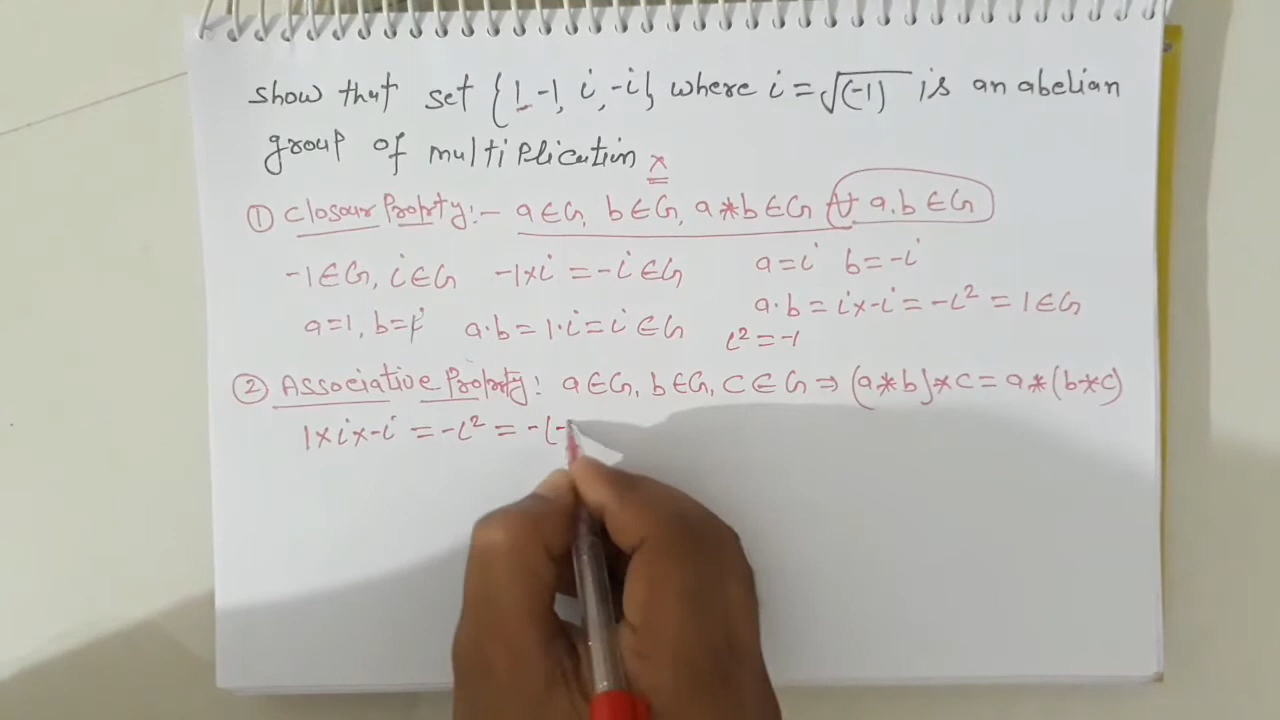 show that set {1,-1, i,-i}, where i=√(-1) is an abelian
group of multiplication ×
① Closour Proprty:- a∈G, b∈G, a*b∈G ∀ a.b∈G
-1∈G, i∈G -1×i = -i∈G a=i b=-i
a=1, b=i a·b = 1·i=i∈G a·b = i×-i = -i² = 1∈G
i²=-1
② Associative Proprty: a∈G, b∈G, c∈G ⇒ (a*b)*c = a*(b*c)
1×i×-i = -i² = -(-